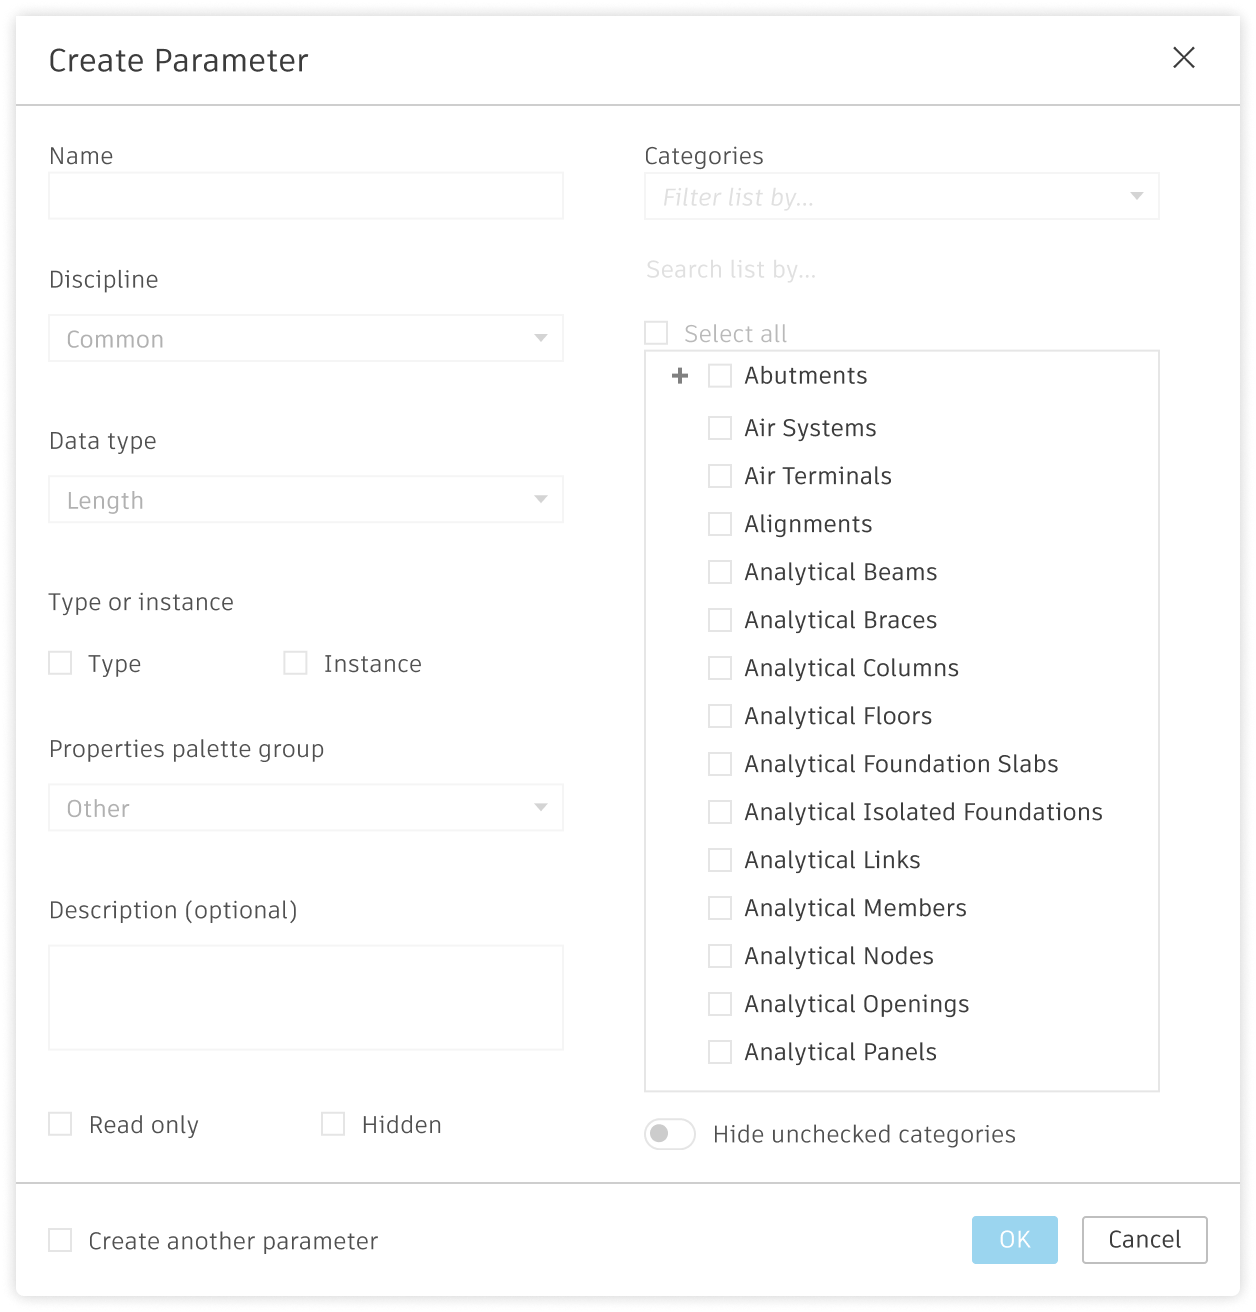 Create Parameter
Name
Discipline
Common
Data type
Length
Type or instance
Type
Instance
Properties palette group
Other
Description (optional)
Read only
Hidden
Categories
Filter list by...
Search list by...
Select all
Abutments
Air Systems
Air Terminals
Alignments
Analytical Beams
Analytical Braces
Analytical Columns
Analytical Floors
Analytical Foundation Slabs
Analytical Isolated Foundations
Analytical Links
Analytical Members
Analytical Nodes
Analytical Openings
Analytical Panels
Hide unchecked categories
Create another parameter
OK
Cancel